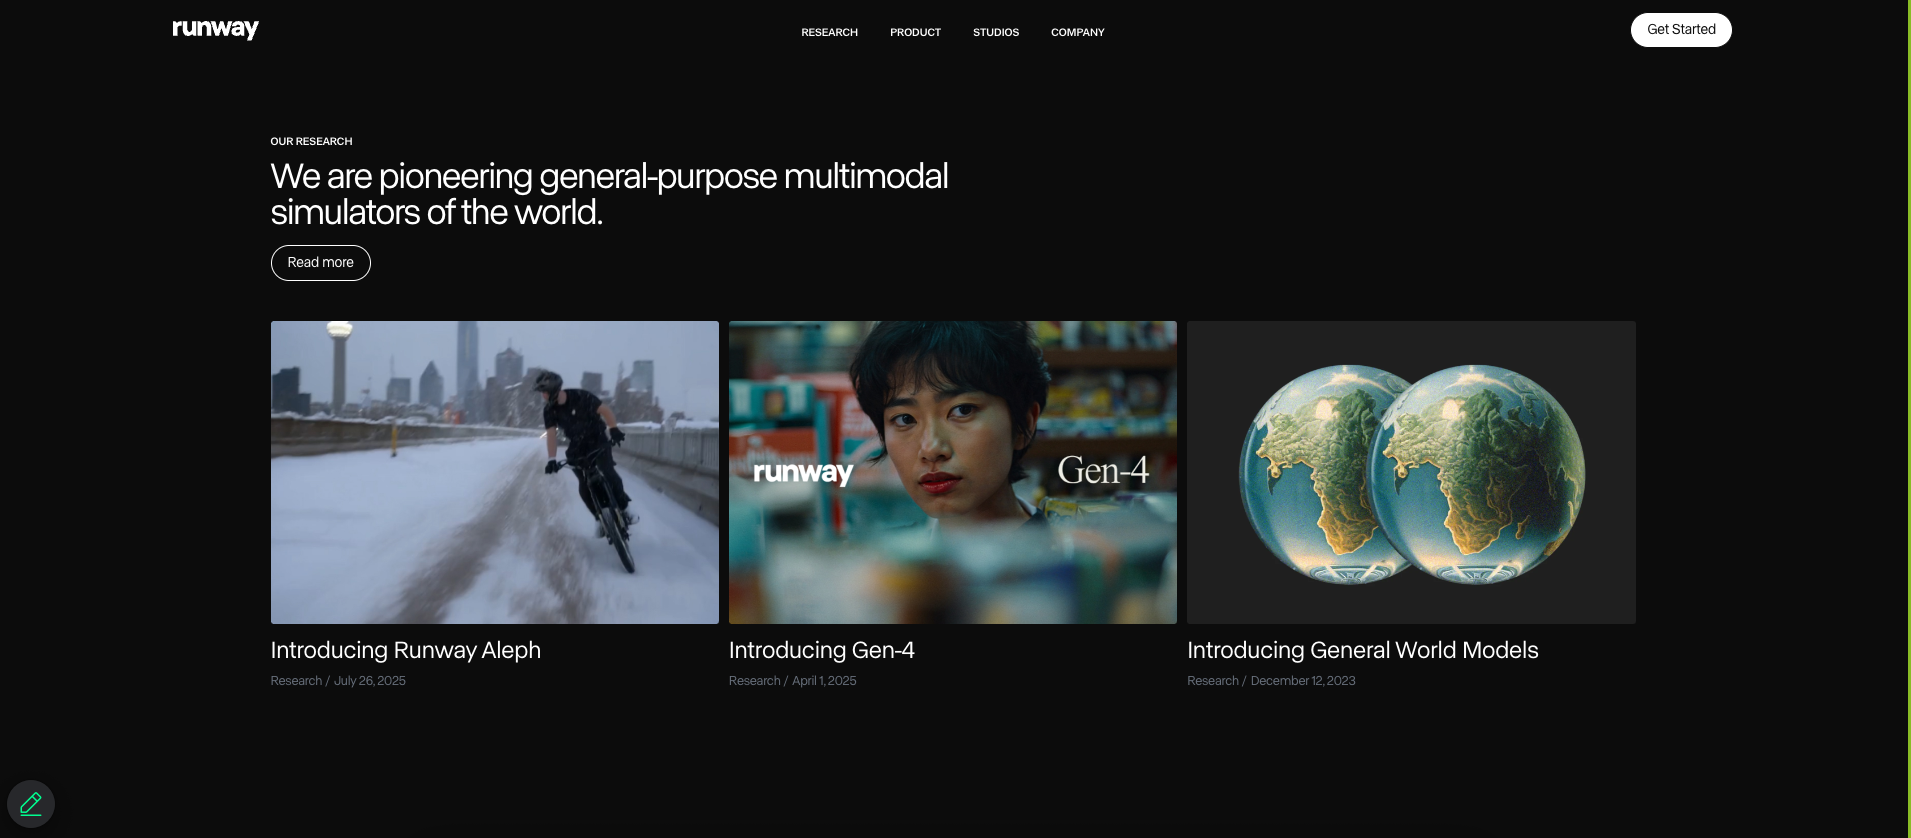 runway
RESEARCH
PRODUCT
STUDIOS
COMPANY
Get Started
OUR RESEARCH
We are pioneering general-purpose multimodal
simulators of the world.
Read more
runway
Gen-4
Introducing Runway Aleph
Research / July 26, 2025
Introducing Gen-4
Research / April 1, 2025
Introducing General World Models
Research / December 12, 2023